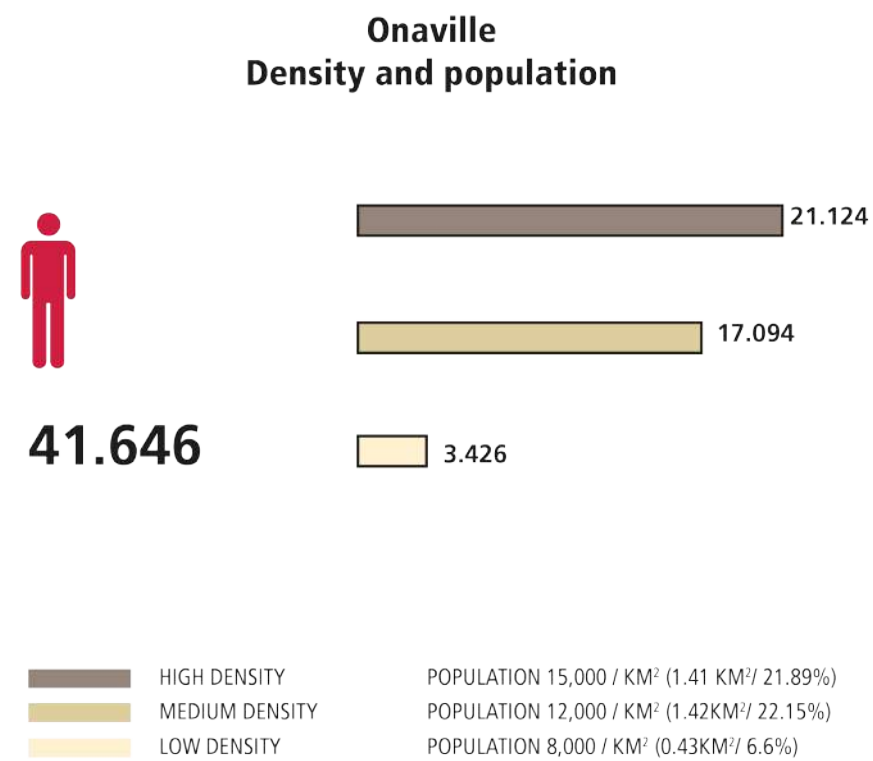 Onaville
Density and population
21.124
17.094
41.646
3.426
HIGH DENSITY POPULATION 15,000 / KM² (1.41 KM²/ 21.89%)
MEDIUM DENSITY POPULATION 12,000 / KM² (1.42KM²/ 22.15%)
LOW DENSITY POPULATION 8,000 / KM² (0.43KM²/ 6.6%)